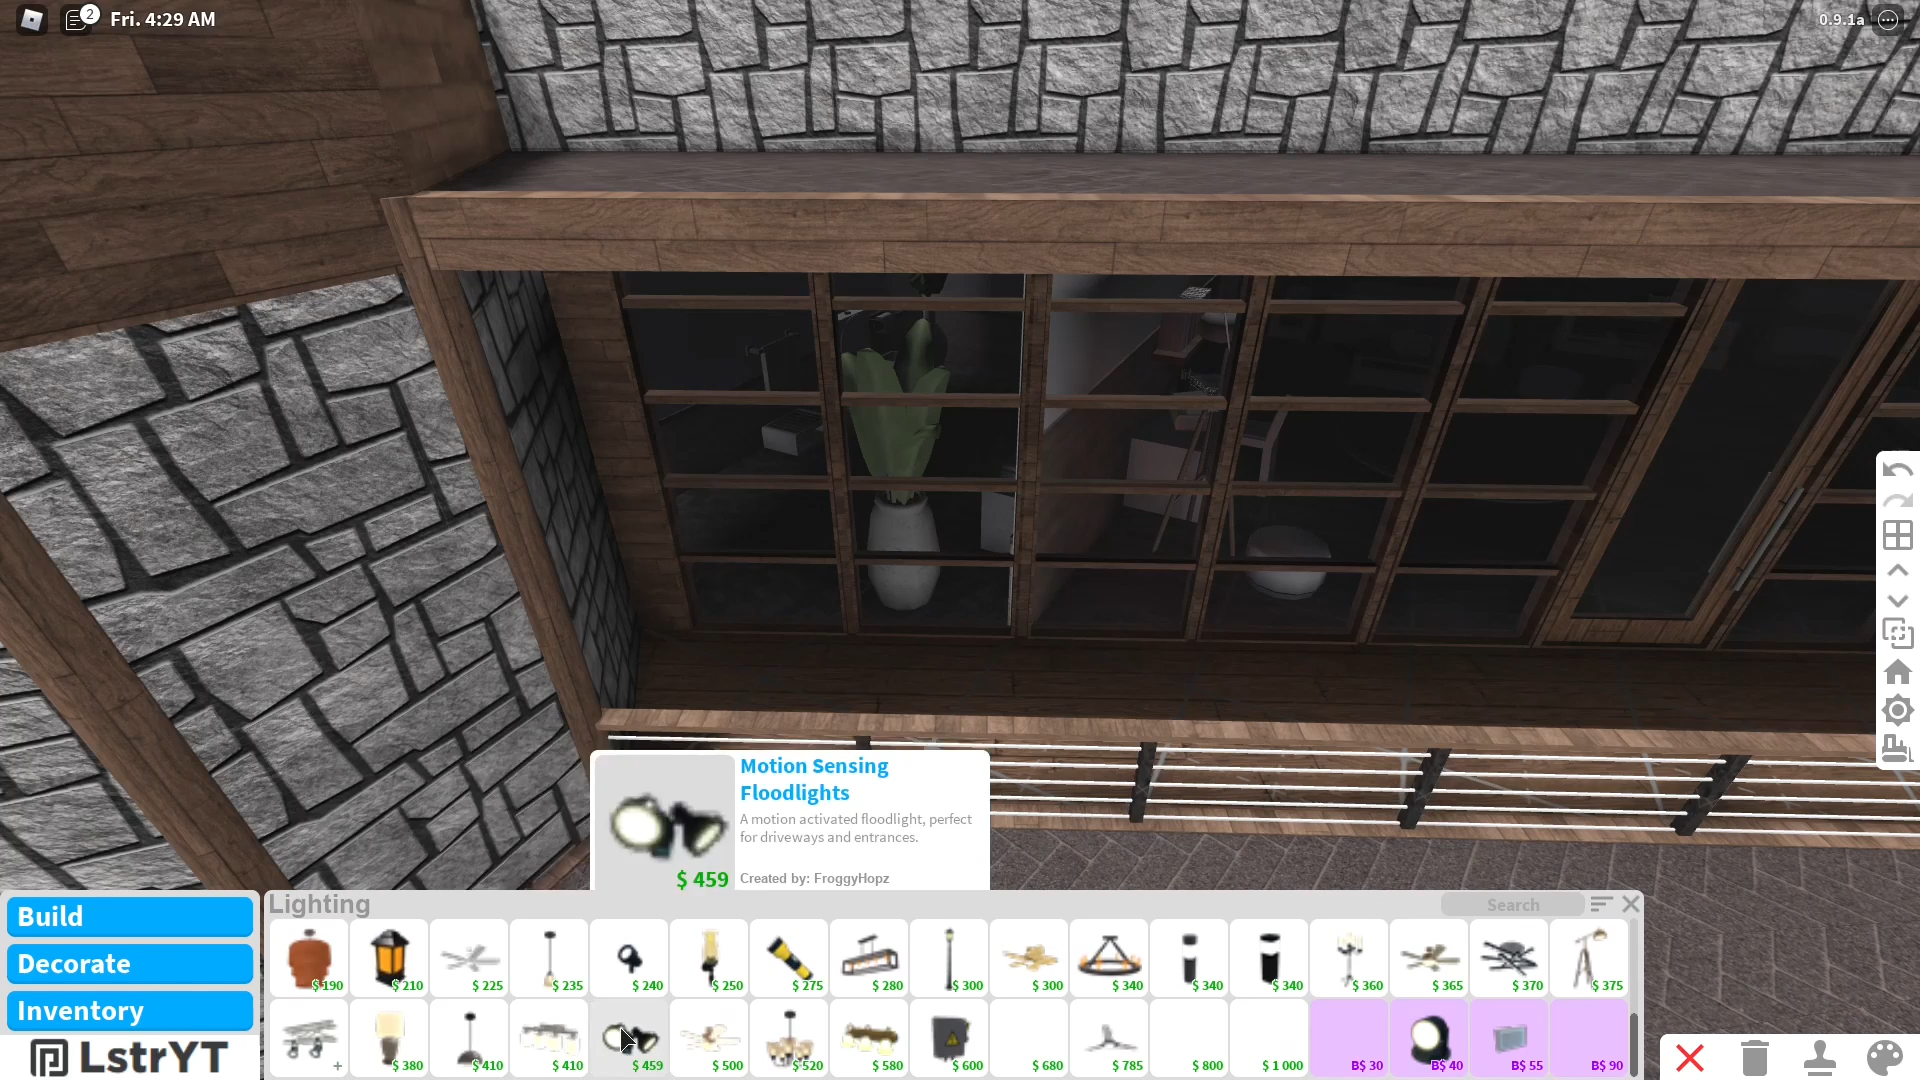 2
Fri. 4:29 AM
0.9.1a
Motion Sensing
Floodlights
A motion activated floodlight, perfect
for driveways and entrances.
$ 459
Created by: FroggyHopz
Build
Decorate
Inventory
LstrYT
Lighting
Search
$ 190
$ 210
$ 225
$ 235
$ 240
$ 250
$ 275
$ 280
$ 300
$ 300
$ 340
$ 340
$ 340
$ 360
$ 365
$ 370
$ 375
+
$ 380
$ 410
$ 410
$ 459
$ 500
$ 520
$ 580
$ 600
$ 680
$ 785
$ 800
$ 1 000
B$ 30
B$ 40
B$ 55
B$ 90